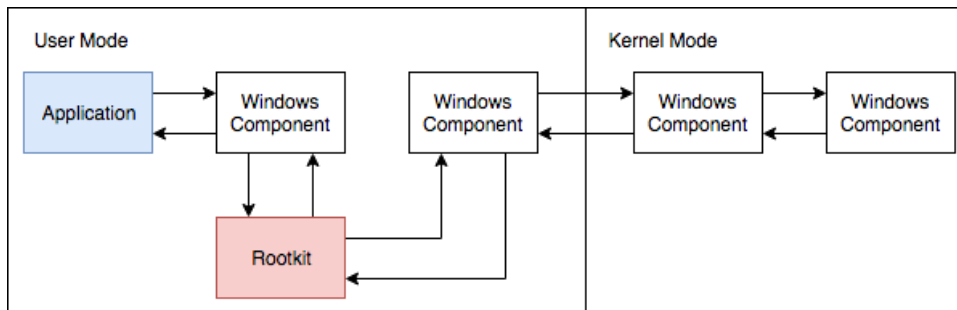 User Mode
Kernel Mode
Application
Windows
Component
Windows
Component
Windows
Component
Windows
Component
Rootkit